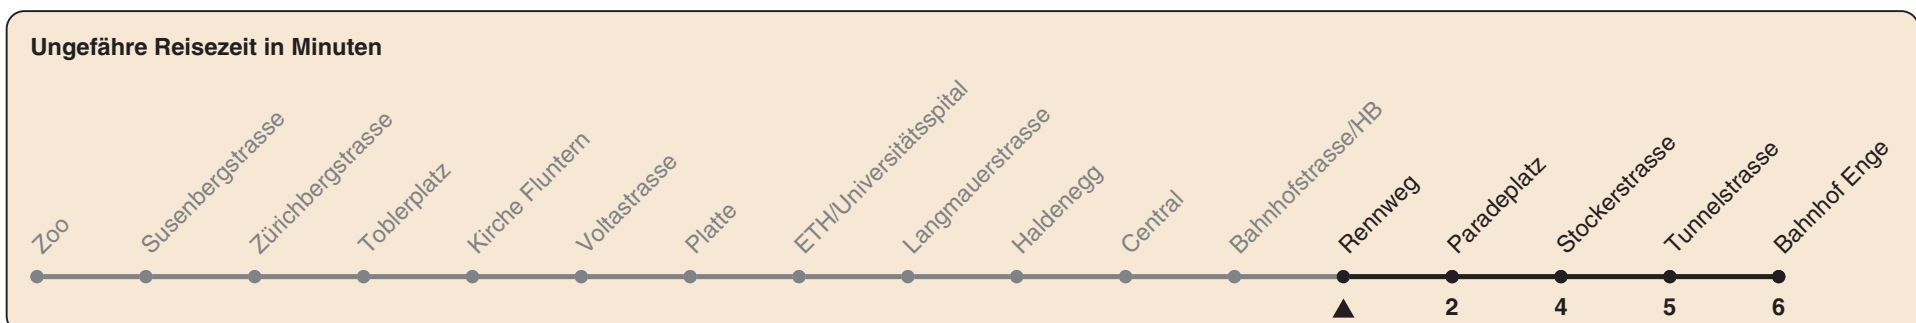 Ungefähre Reisezeit in Minuten
Zoo
Susenbergstrasse
Zürichbergstrasse
Toblerplatz
Kirche Fluntern
Voltastrasse
Platte
ETH/Universitätsspital
Langmauerstrasse
Haldenegg
Central
Bahnhofstrasse/HB
Rennweg
Paradeplatz
Stockerstrasse
Tunnelstrasse
Bahnhof Enge
2 4 5 6